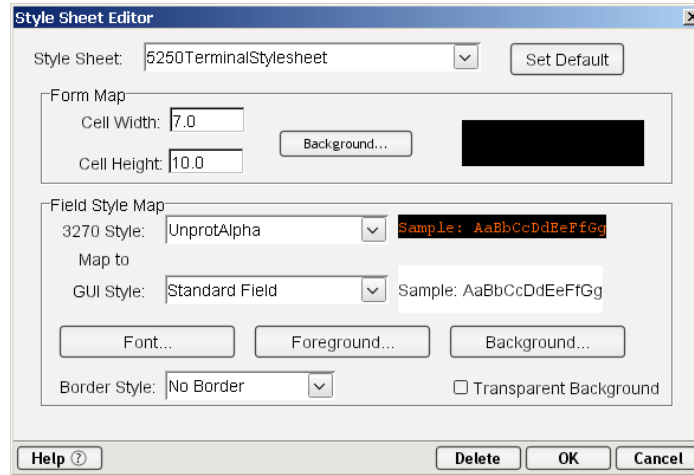 Style Sheet Editor
Style Sheet: 5250TerminalStylesheet Set Default
Form Map
Cell Width: 7.0
Background...
Cell Height: 10.0
Field Style Map
3270 Style: UnprotAlpha Sample: AaBbCcDdEeFfGg
Map to
GUI Style: Standard Field Sample: AaBbCcDdEeFfGg
Font... Foreground... Background...
Border Style: No Border Transparent Background
Help ? Delete OK Cancel